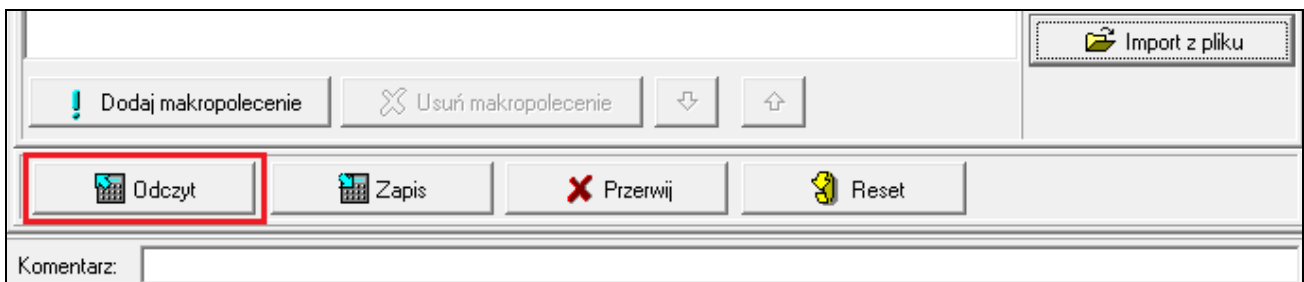 Import z pliku
Dodaj makropolecenie Usuń makropolecenie
Odczyt Zapis Przerwij Reset
Komentarz: